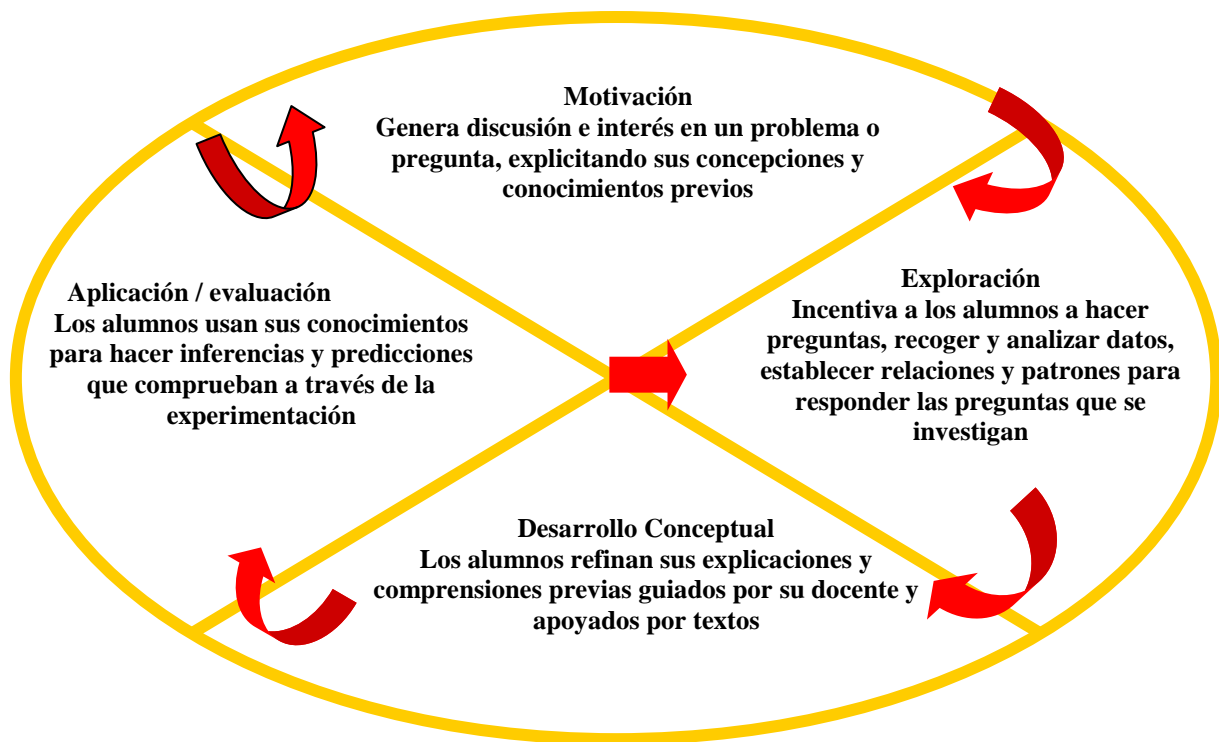 Motivación
Genera discusión e interés en un problema o
pregunta, explicitando sus concepciones y
conocimientos previos
Aplicación / evaluación
Los alumnos usan sus conocimientos
para hacer inferencias y predicciones
que comprueban a través de la
experimentación
Exploración
Incentiva a los alumnos a hacer
preguntas, recoger y analizar datos,
establecer relaciones y patrones para
responder las preguntas que se
investigan
Desarrollo Conceptual
Los alumnos refinan sus explicaciones y
comprensiones previas guiados por su docente y
apoyados por textos